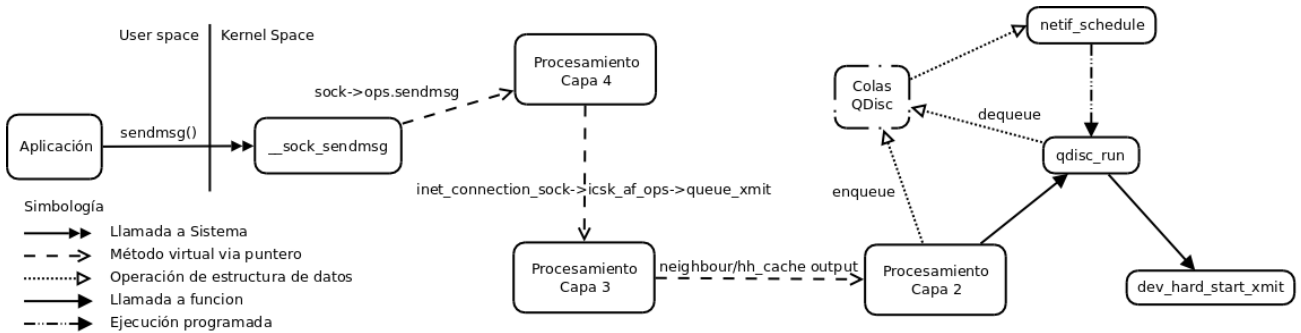 User space
Kernel Space
Aplicación
sendmsg()
__sock_sendmsg
sock->ops.sendmsg
Procesamiento
Capa 4
inet_connection_sock->icsk_af_ops->queue_xmit
Procesamiento
Capa 3
neighbour/hh_cache output
Procesamiento
Capa 2
enqueue
Colas
QDisc
dequeue
netif_schedule
qdisc_run
dev_hard_start_xmit
Simbología
Llamada a Sistema
Método virtual via puntero
Operación de estructura de datos
Llamada a funcion
Ejecución programada